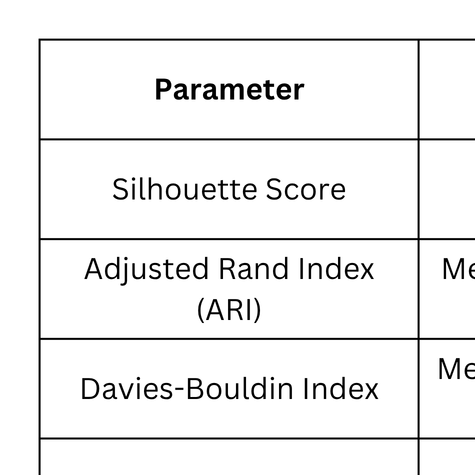 Parameter
Silhouette Score
Adjusted Rand Index
(ARI)
Davies-Bouldin Index